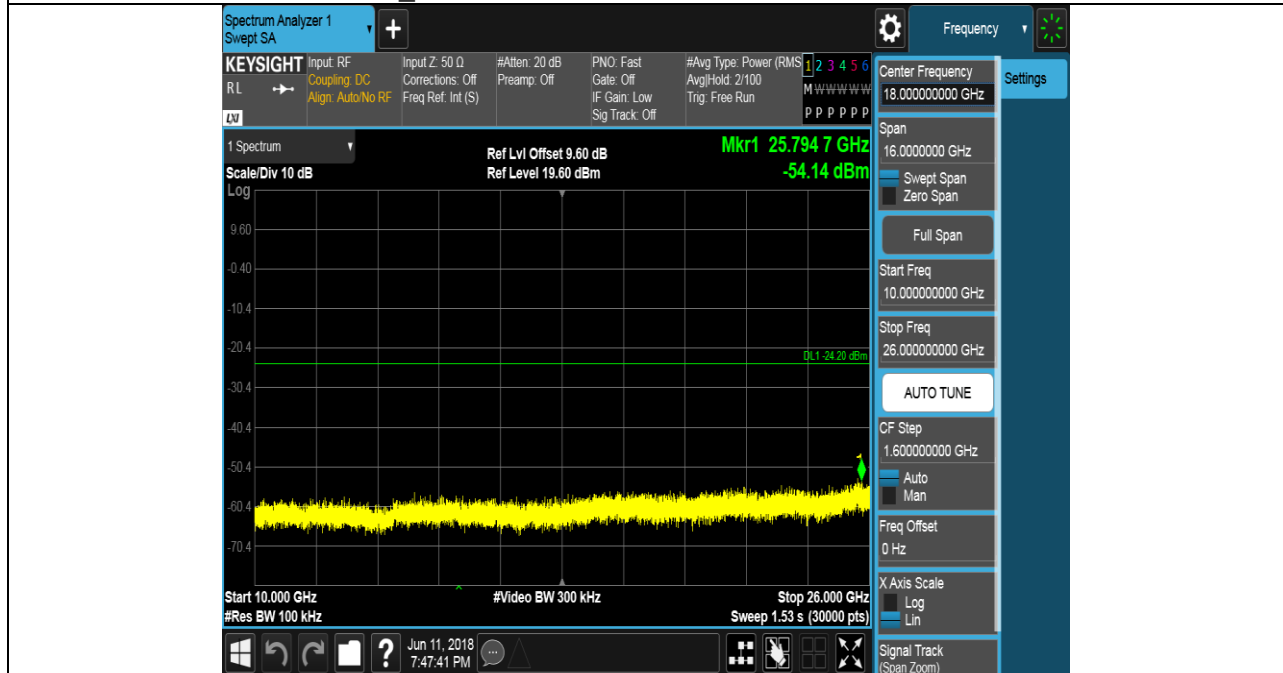 Spectrum Analyzer 1
Swept SA
+
Frequency
KEYSIGHT
RL
LXI
Input: RF
Coupling: DC
Align: Auto/No RF
Input Z: 50 Ω
Corrections: Off
Freq Ref: Int (S)
#Atten: 20 dB
Preamp: Off
PNO: Fast
Gate: Off
IF Gain: Low
Sig Track: Off
#Avg Type: Power (RMS
Avg|Hold: 2/100
Trig: Free Run
1 2 3 4 5 6
M W W W W W
P P P P P P
Center Frequency
18.000000000 GHz
Settings
1 Spectrum
Scale/Div 10 dB
Ref Lvl Offset 9.60 dB
Ref Level 19.60 dBm
Mkr1 25.794 7 GHz
-54.14 dBm
Span
16.0000000 GHz
Swept Span
Zero Span
Full Span
Log
9.60
-0.40
-10.4
-20.4
-30.4
-40.4
-50.4
-60.4
-70.4
DL1 -24.20 dBm
1
Start Freq
10.000000000 GHz
Stop Freq
26.000000000 GHz
AUTO TUNE
CF Step
1.600000000 GHz
Auto
Man
Freq Offset
0 Hz
X Axis Scale
Log
Lin
Signal Track
(Span Zoom)
Start 10.000 GHz
#Video BW 300 kHz
Stop 26.000 GHz
#Res BW 100 kHz
Sweep 1.53 s (30000 pts)
?
Jun 11, 2018
7:47:41 PM